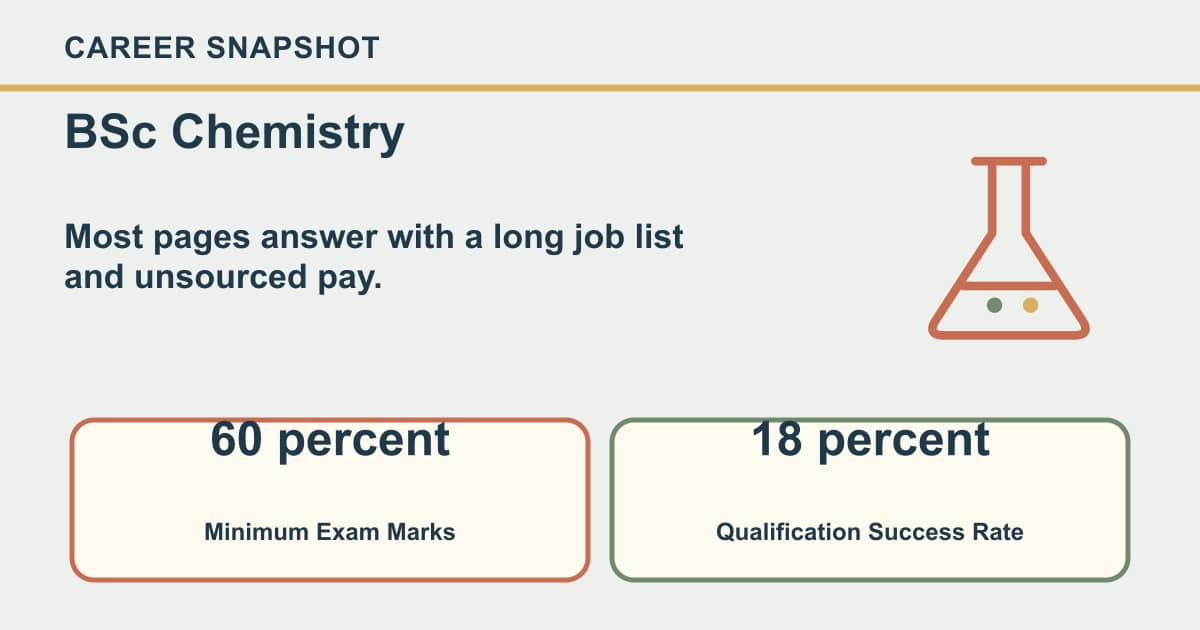 CAREER SNAPSHOT
BSc Chemistry
Most pages answer with a long job list
and unsourced pay.
60 percent
Minimum Exam Marks
18 percent
Qualification Success Rate